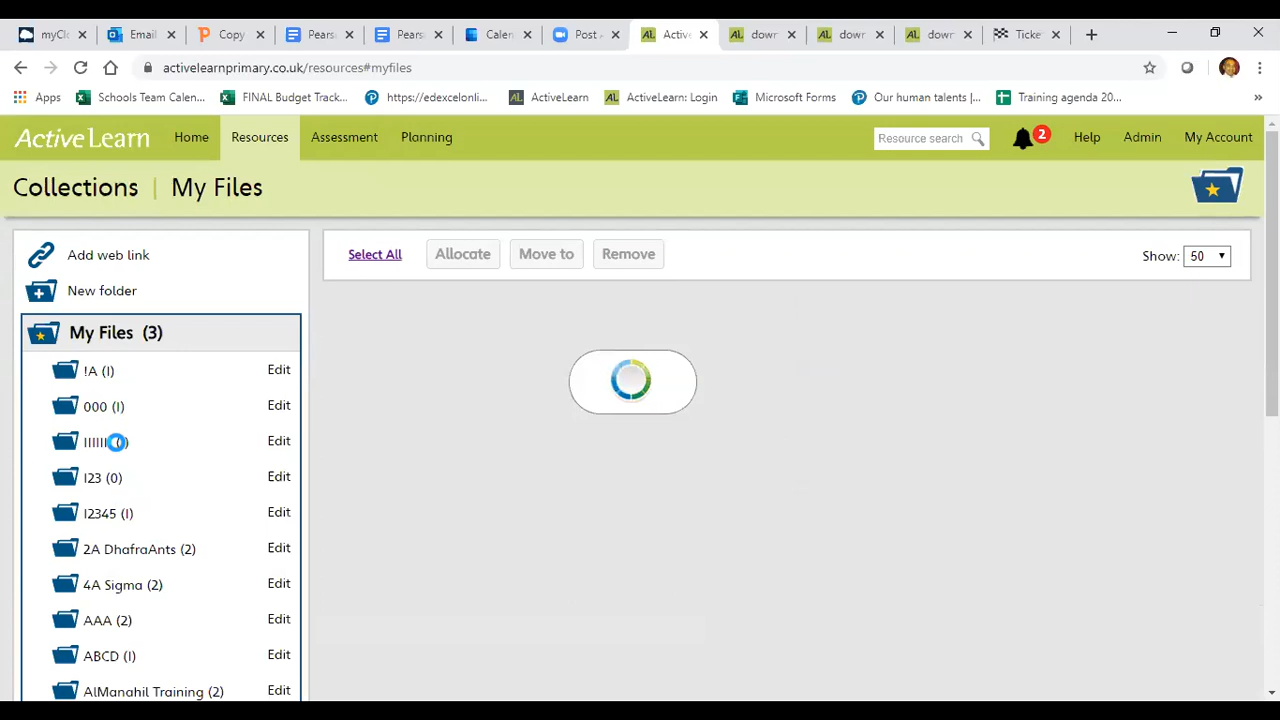 myCl
Email
Copy
Pears
Pears
Calen
Post
Active
dowr
dowr
dowr
Ticke
activelearnprimary.co.uk/resources#myfiles
Apps
Schools Team Calen...
FINAL Budget Track...
https://edexcelonli...
ActiveLearn
ActiveLearn: Login
Microsoft Forms
Our human talents |...
Training agenda 20...
»
ActiveLearn
Home
Resources
Assessment
Planning
Resource search
2
Help
Admin
My Account
Collections | My Files
Add web link
New folder
Select All
Allocate
Move to
Remove
Show: 50
My Files (3)
!A (1) Edit
000 (1) Edit
Edit
123 (0) Edit
12345 (1) Edit
2A DhafraAnts (2) Edit
4A Sigma (2) Edit
AAA (2) Edit
ABCD (1) Edit
AlManahil Training (2) Edit